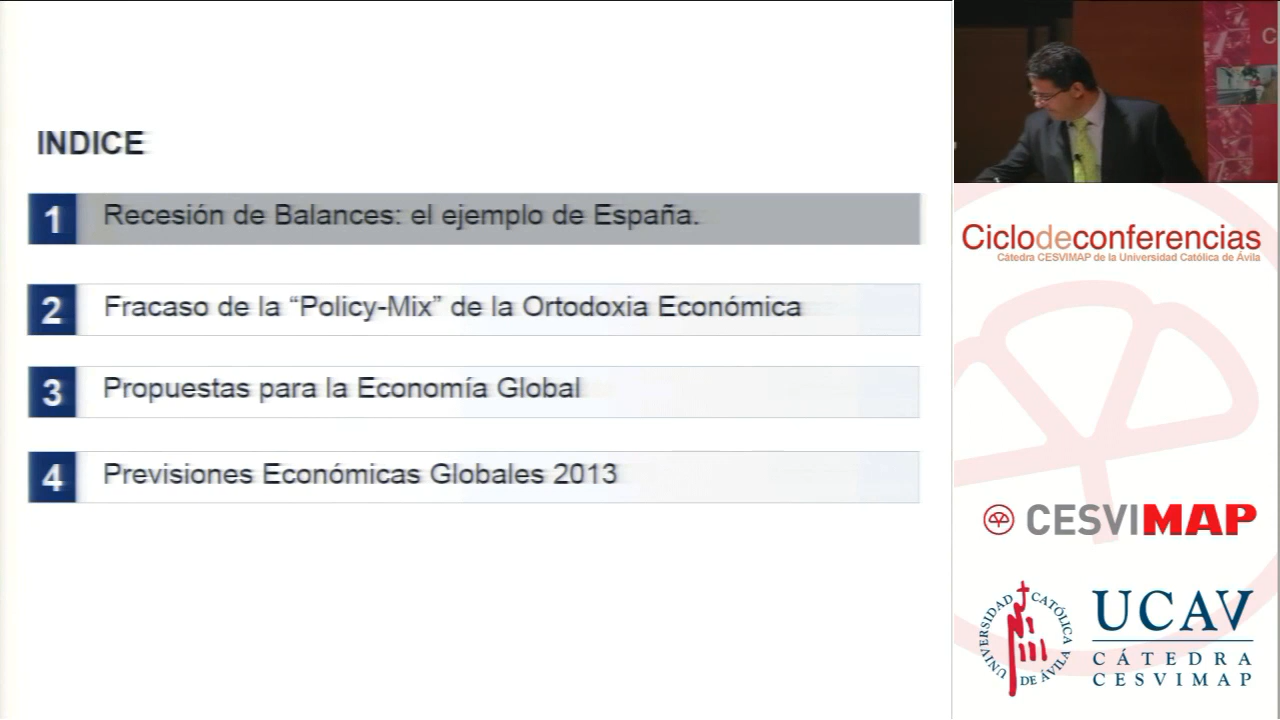 INDICE
1 Recesión de Balances: el ejemplo de España.
2 Fracaso de la “Policy-Mix” de la Ortodoxia Económica
3 Propuestas para la Economía Global
4 Previsiones Económicas Globales 2013
Ciclodeconferencias
Cátedra CESVIMAP de la Universidad Católica de Ávila
CESVIMAP
UNIVERSIDAD CATÓLICA DE ÁVILA
UCAV
CÁTEDRA
CESVIMAP